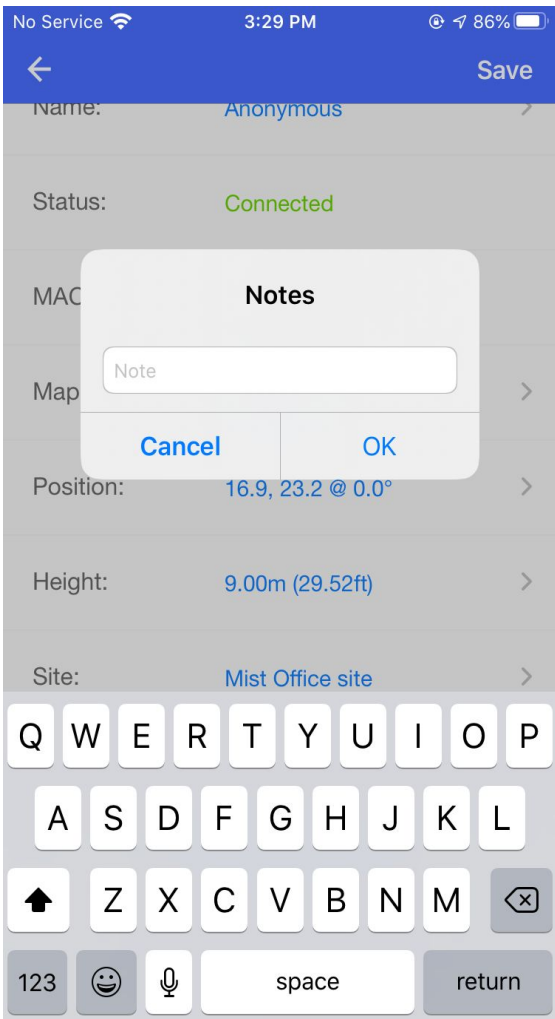 No Service 3:29 PM 86%
Save
Name: Anonymous
Status: Connected
MAC
Notes
Note
Map
Cancel OK
Position: 16.9, 23.2 @ 0.0°
Height: 9.00m (29.52ft)
Site: Mist Office site
Q W E R T Y U I O P
A S D F G H J K L
Z X C V B N M
123 space return